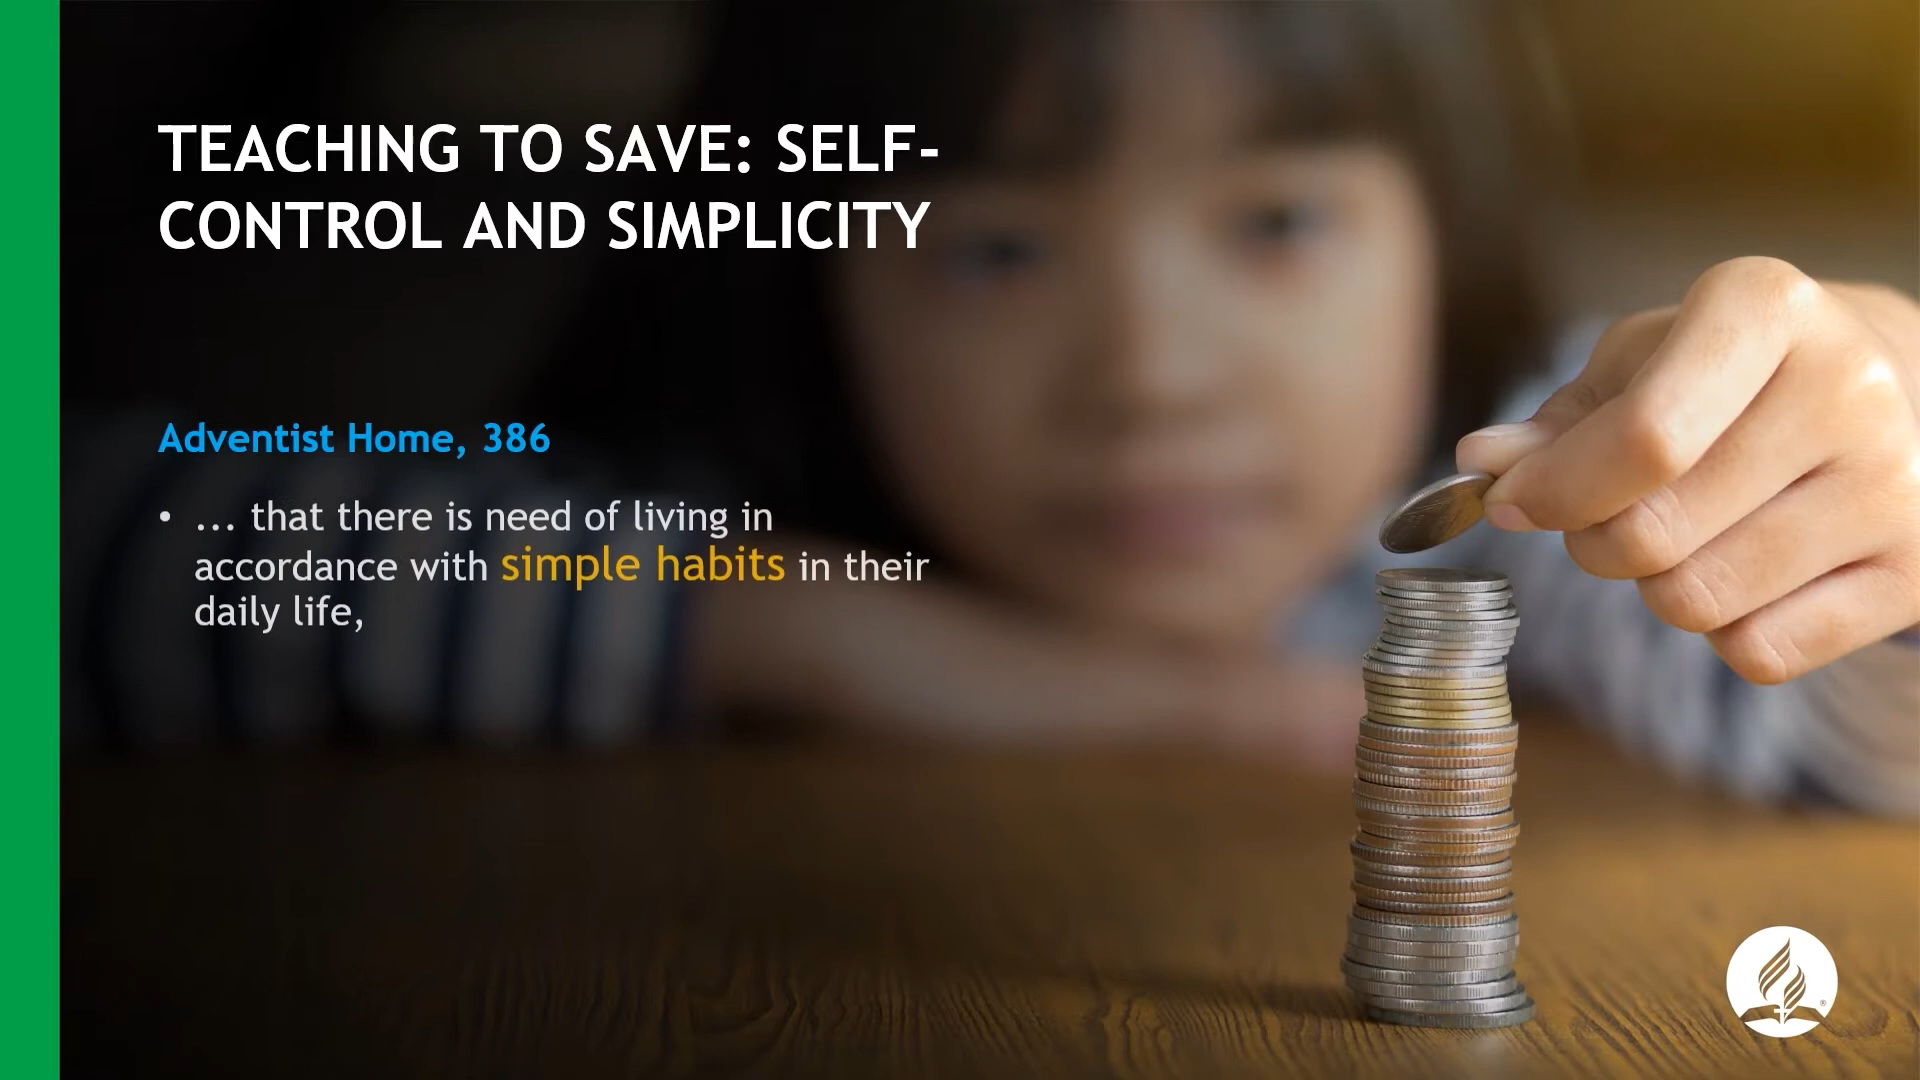 TEACHING TO SAVE: SELF-
CONTROL AND SIMPLICITY
Adventist Home, 386
• ... that there is need of living in
accordance with simple habits in their
daily life,
®